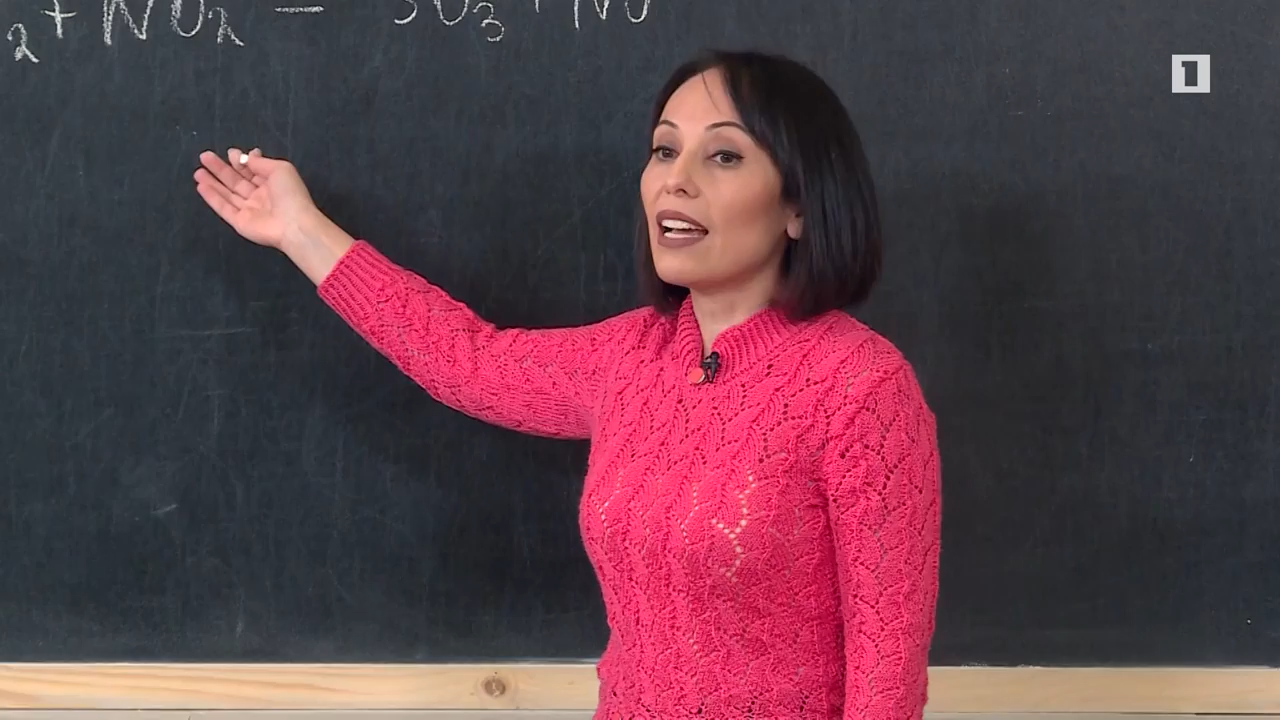 ₂ + NO₂ = SO₃ + NO
1